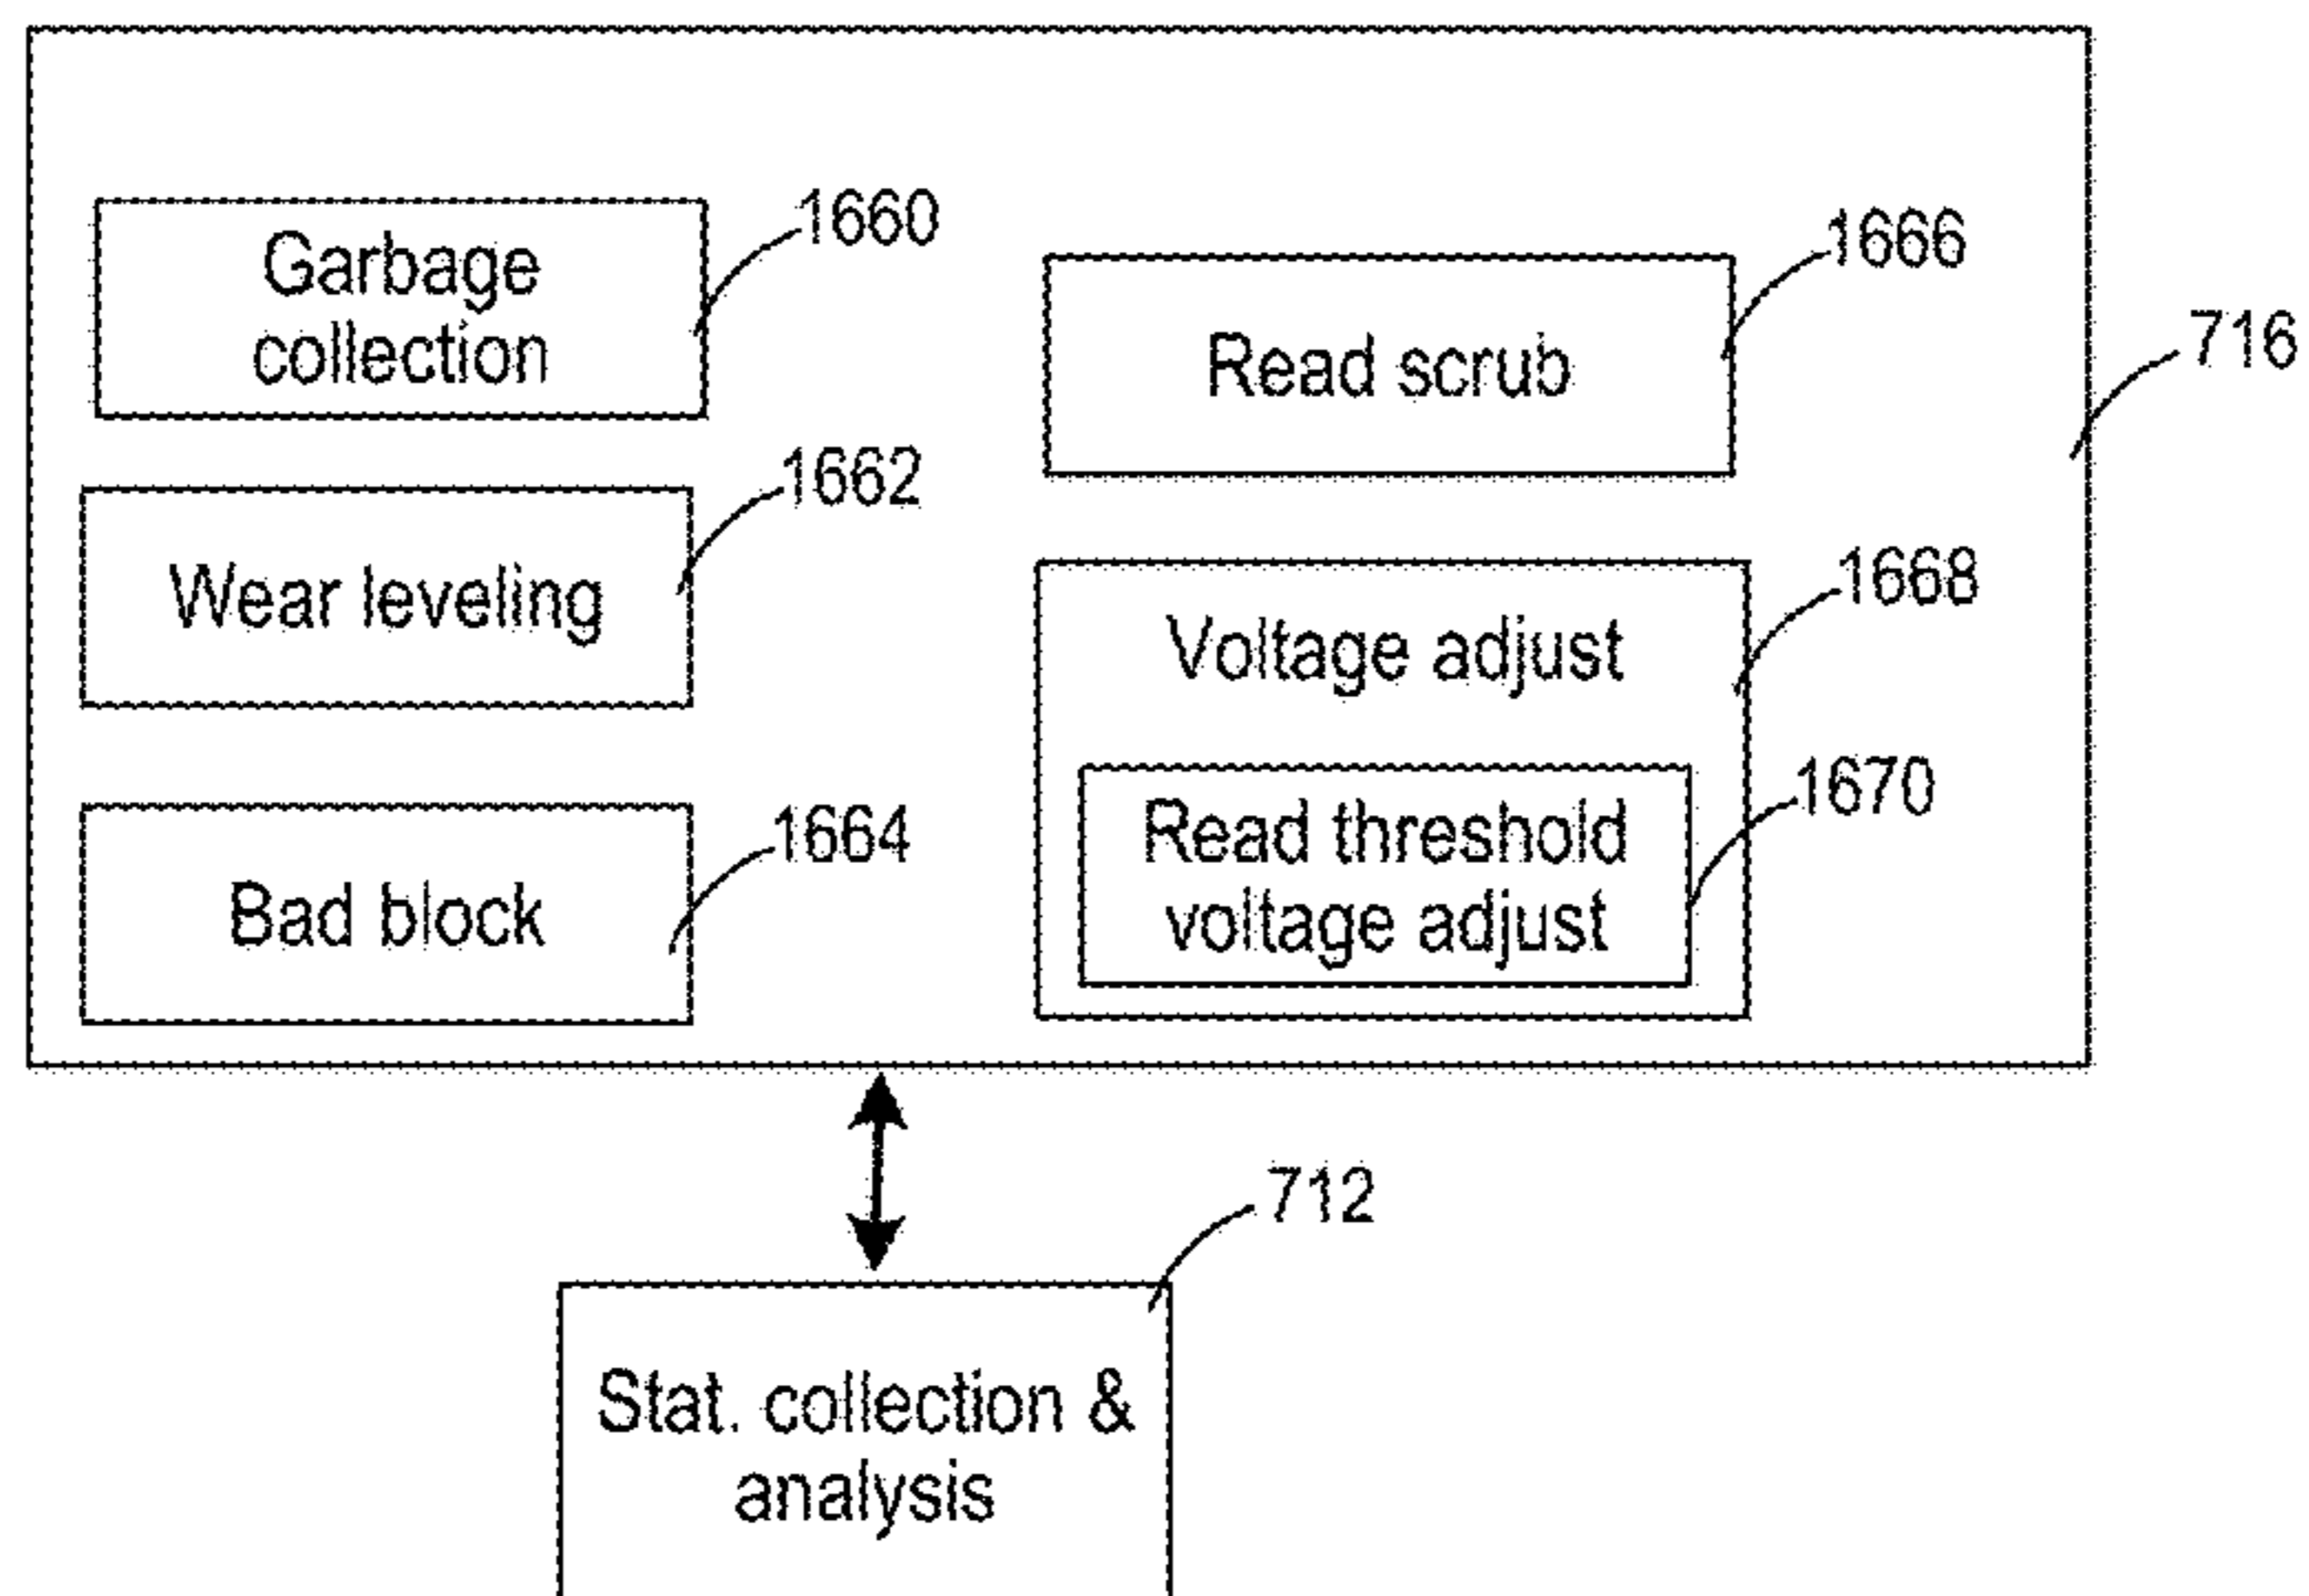 Garbage
collection
1660
Read scrub
1666
716
Wear leveling
1662
Voltage adjust
1668
Read threshold
voltage adjust
1670
Bad block
1664
712
Stat. collection &
analysis